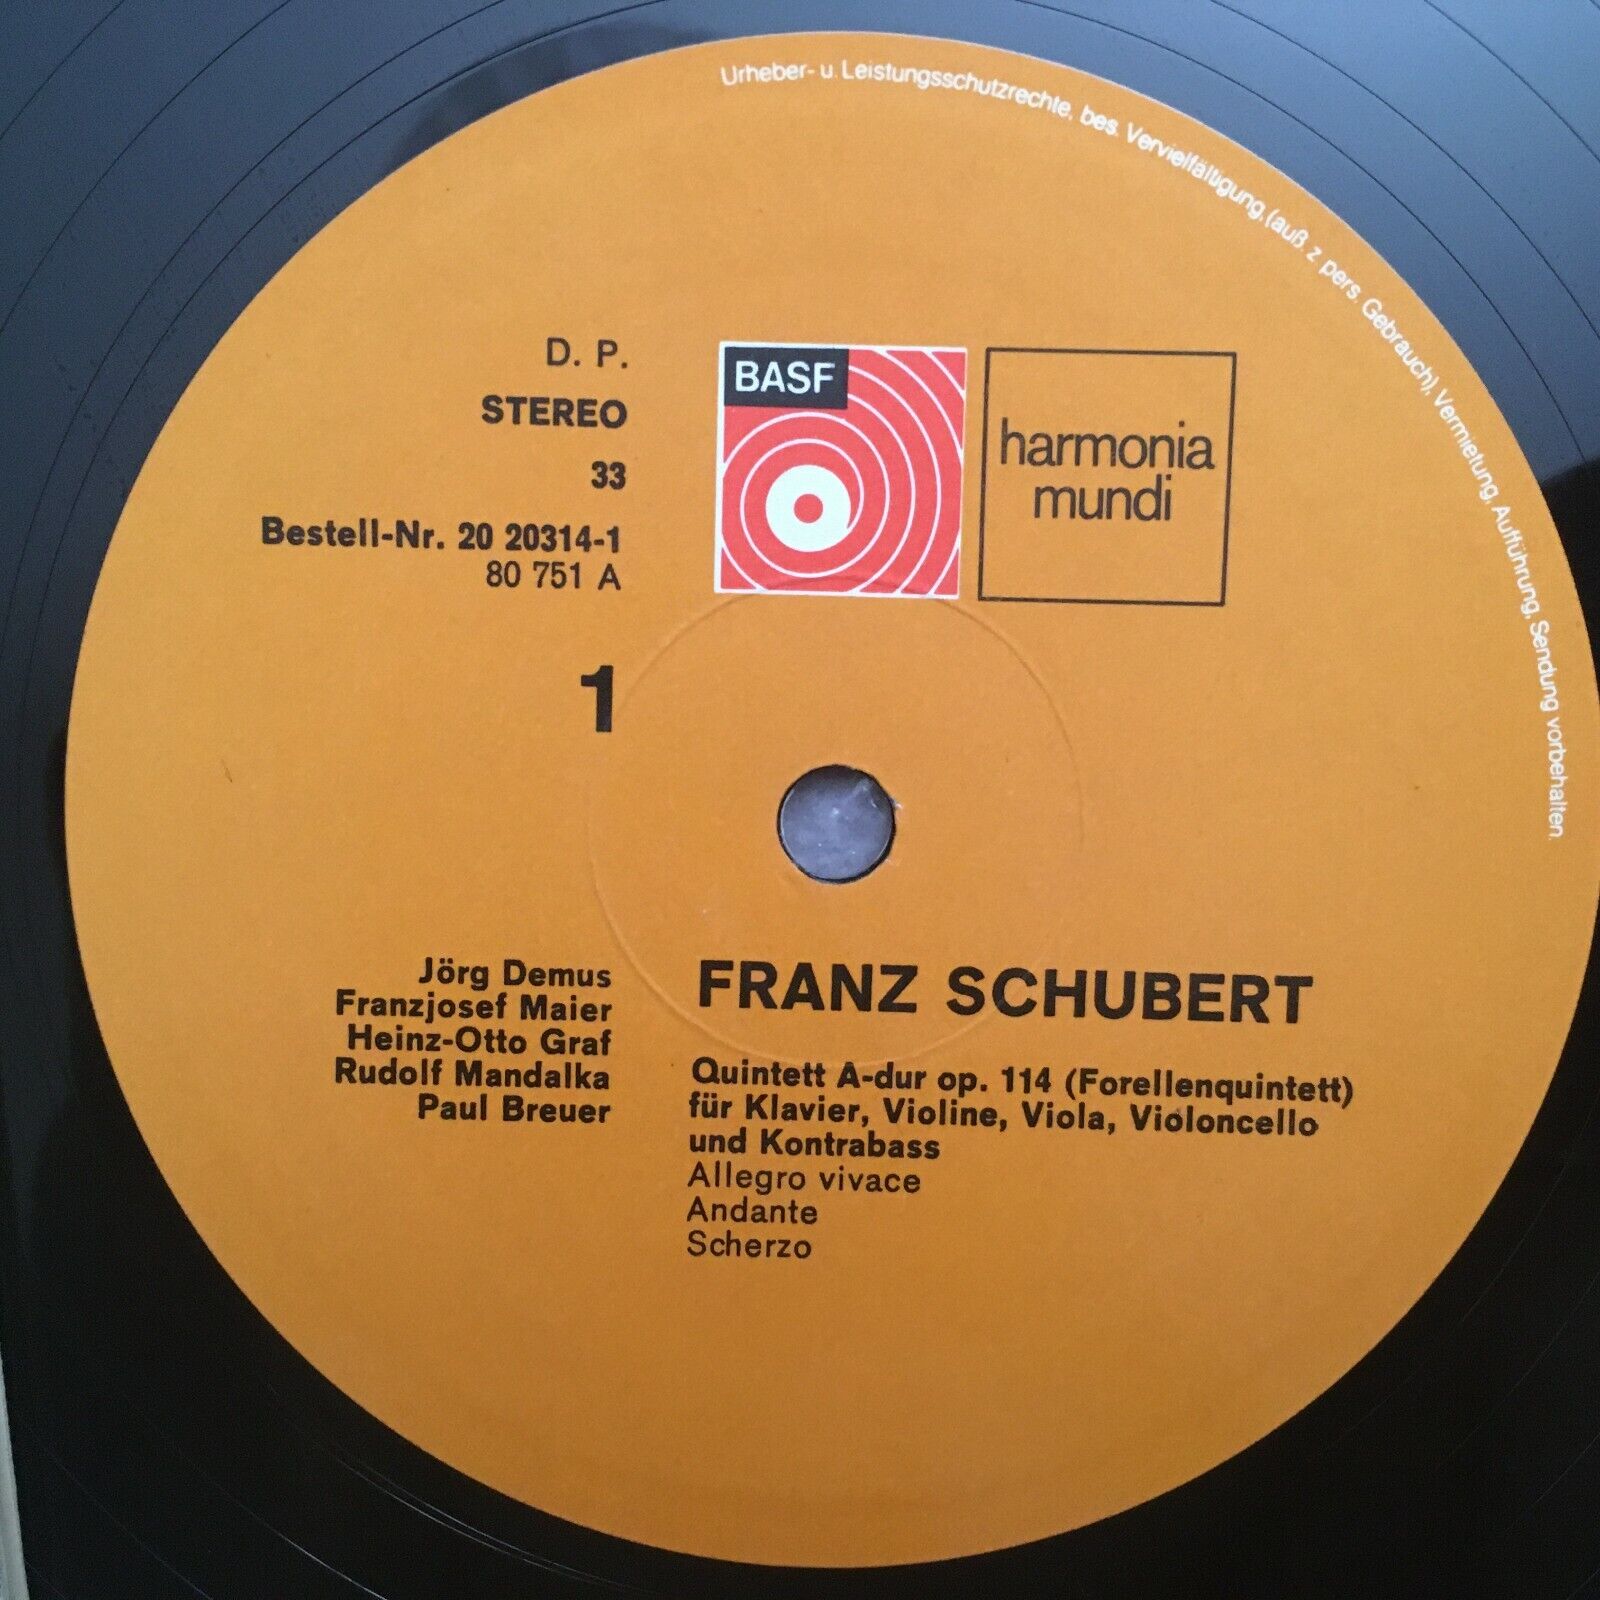 Urheber- u. Leistungsschutzrechte, bes. Vervielfältigung, (auß. z. pers. Gebrauch), Vermietung, Aufführung, Sendung vorbehalten.
D. P.
STEREO
33
Bestell-Nr. 20 20314-1
80 751 A
1
BASF
harmonia
mundi
Jörg Demus
Franzjosef Maier
Heinz-Otto Graf
Rudolf Mandalka
Paul Breuer
FRANZ SCHUBERT
Quintett A-dur op. 114 (Forellenquintett)
für Klavier, Violine, Viola, Violoncello
und Kontrabass
Allegro vivace
Andante
Scherzo